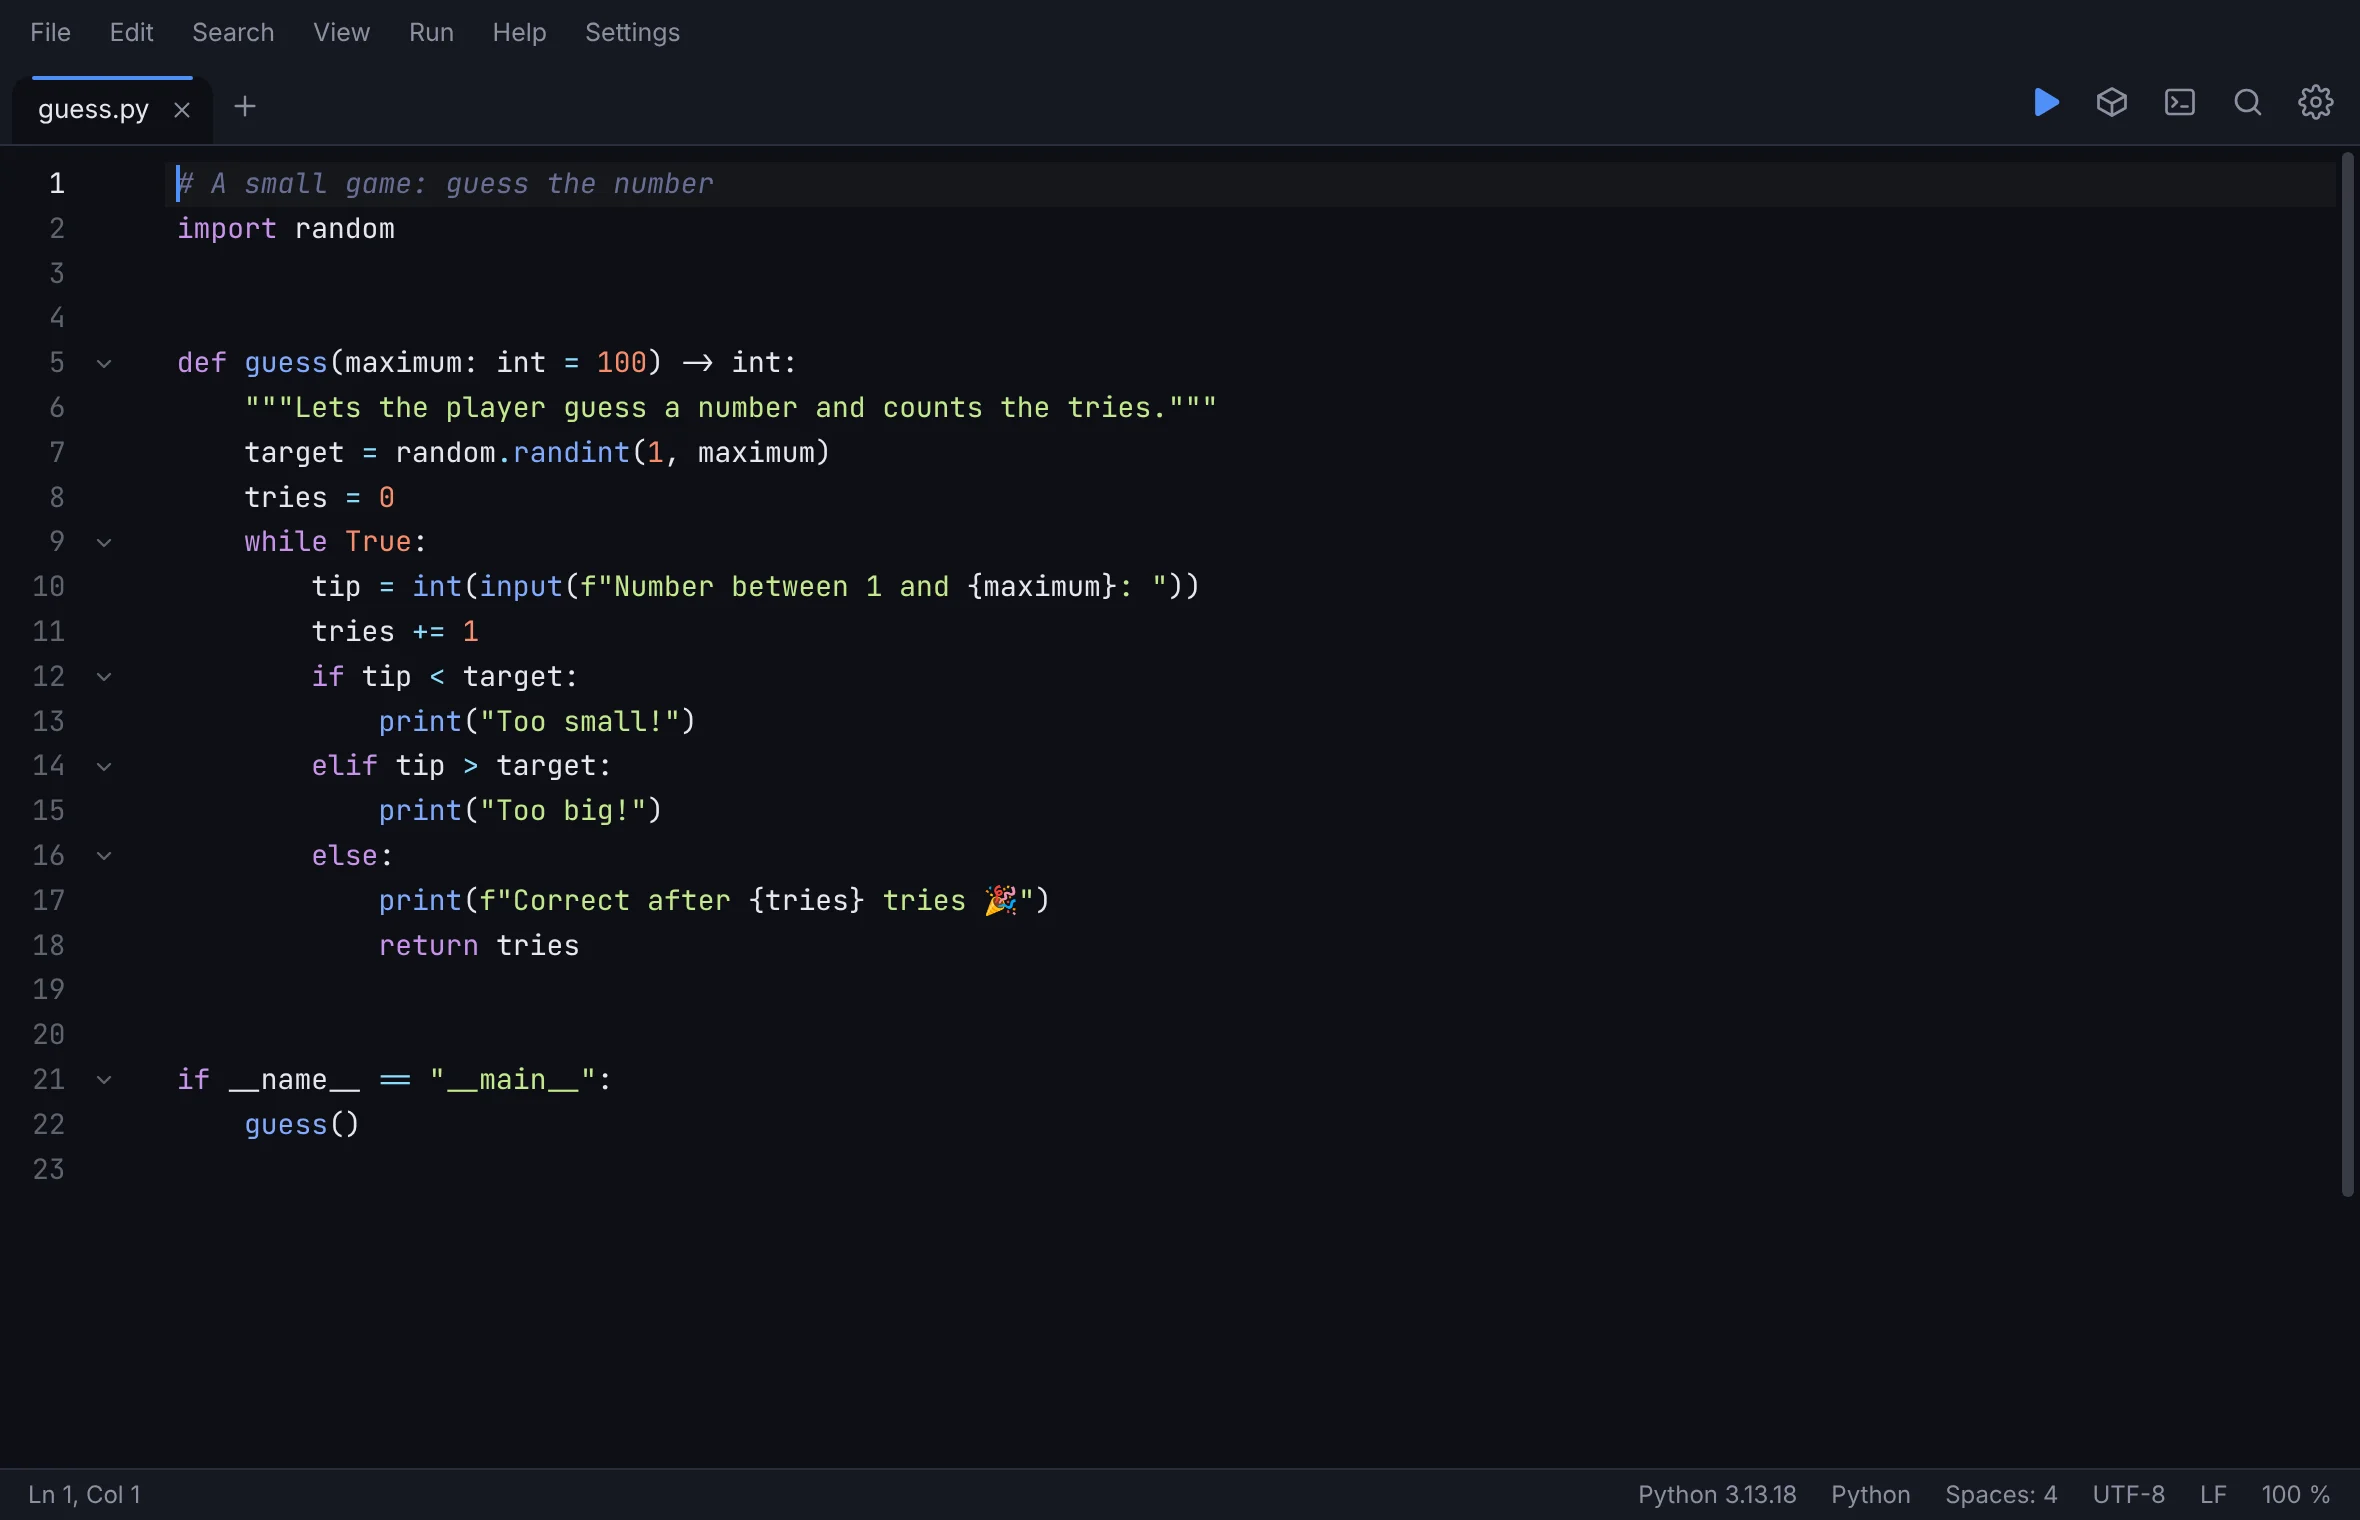 File Edit Search View Run Help Settings
guess.py
1 # A small game: guess the number
2 import random
3
4
5 def guess(maximum: int = 100) -> int:
6     """Lets the player guess a number and counts the tries."""
7     target = random.randint(1, maximum)
8     tries = 0
9     while True:
10         tip = int(input(f"Number between 1 and {maximum}: "))
11         tries += 1
12         if tip < target:
13             print("Too small!")
14         elif tip > target:
15             print("Too big!")
16         else:
17             print(f"Correct after {tries} tries 🎉")
18             return tries
19
20
21 if __name__ == "__main__":
22     guess()
23
Ln 1, Col 1 Python 3.13.18 Python Spaces: 4 UTF-8 LF 100 %